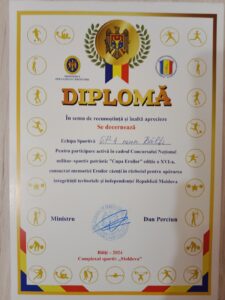 DIPLOMĂ
În semn de recunoștință și înaltă apreciere
Se decernează
Echipa Sportivă
Pentru participare activă în cadrul Concursului Național
militar-sportiv patriotic "Cupa Eroilor" ediția a XVI-a,
consacrat memoriei Eroilor căzuți în războiul pentru apărarea
integrității teritoriale și independenței Republicii Moldova
Ministru
Dan Perciun
Bălți - 2024
Complexul sportiv „Moldova"